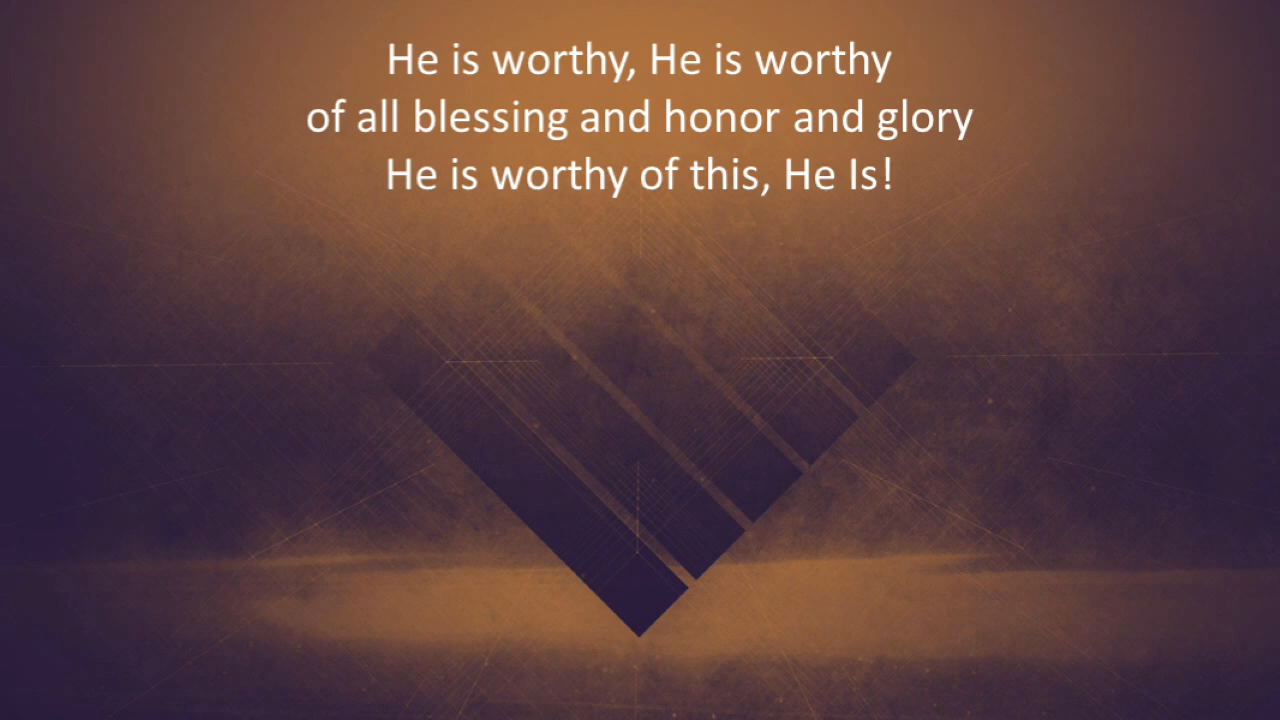 He is worthy, He is worthy
of all blessing and honor and glory
He is worthy of this, He Is!